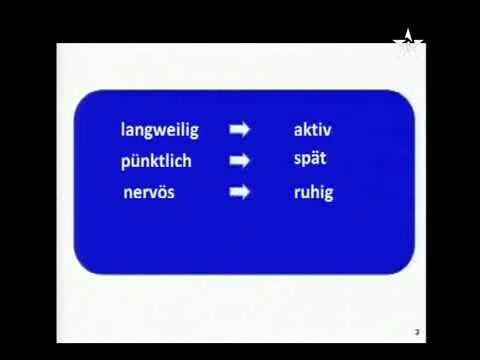 langweilig ➡ aktiv
pünktlich ➡ spät
nervös ➡ ruhig
3